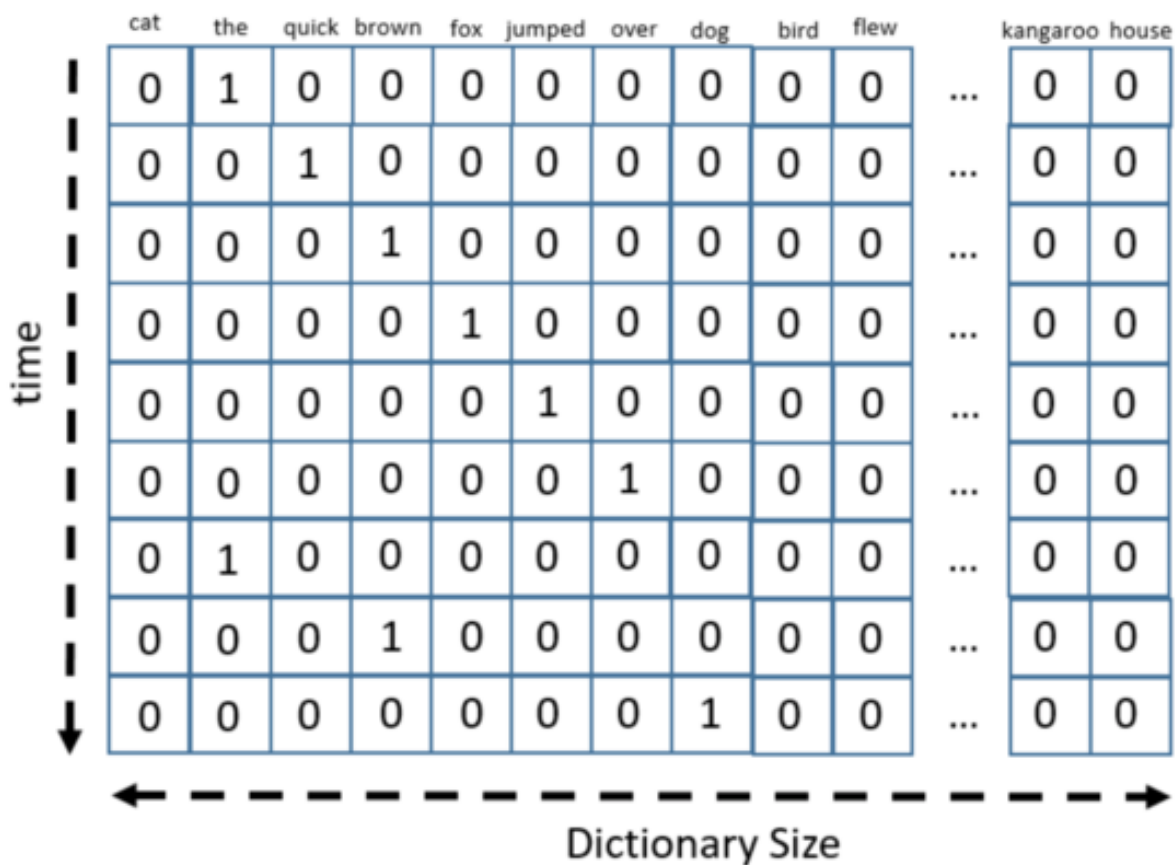 cat the quick brown fox jumped over dog bird flew kangaroo house
0 1 0 0 0 0 0 0 0 0 ... 0 0
0 0 1 0 0 0 0 0 0 0 ... 0 0
0 0 0 1 0 0 0 0 0 0 ... 0 0
0 0 0 0 1 0 0 0 0 0 ... 0 0
0 0 0 0 0 1 0 0 0 0 ... 0 0
0 0 0 0 0 0 1 0 0 0 ... 0 0
0 1 0 0 0 0 0 0 0 0 ... 0 0
0 0 0 1 0 0 0 0 0 0 ... 0 0
0 0 0 0 0 0 0 1 0 0 ... 0 0
time
Dictionary Size